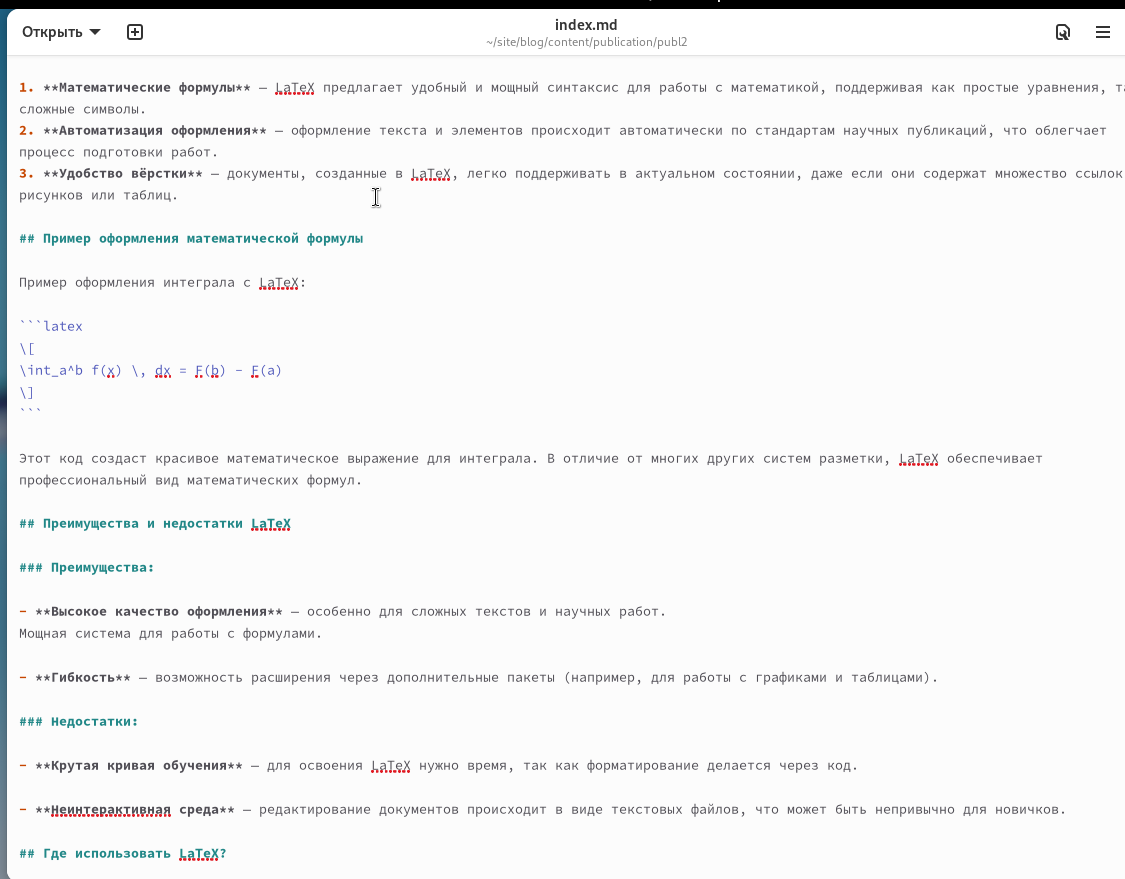 Открыть
index.md
~/site/blog/content/publication/publ2
1. **Математические формулы** — LaTeX предлагает удобный и мощный синтаксис для работы с математикой, поддерживая как простые уравнения,
сложные символы.
2. **Автоматизация оформления** — оформление текста и элементов происходит автоматически по стандартам научных публикаций, что облегчает
процесс подготовки работ.
3. **Удобство вёрстки** — документы, созданные в LaTeX, легко поддерживать в актуальном состоянии, даже если они содержат множество ссылок
рисунков или таблиц.
## Пример оформления математической формулы
Пример оформления интеграла с LaTeX:
```latex
\[
\int_a^b f(x) \, dx = F(b) - F(a)
\]
```
Этот код создаст красивое математическое выражение для интеграла. В отличие от многих других систем разметки, LaTeX обеспечивает
профессиональный вид математических формул.
## Преимущества и недостатки LaTeX
### Преимущества:
- **Высокое качество оформления** — особенно для сложных текстов и научных работ.
Мощная система для работы с формулами.
- **Гибкость** — возможность расширения через дополнительные пакеты (например, для работы с графиками и таблицами).
### Недостатки:
- **Крутая кривая обучения** — для освоения LaTeX нужно время, так как форматирование делается через код.
- **Неинтерактивная среда** — редактирование документов происходит в виде текстовых файлов, что может быть непривычно для новичков.
## Где использовать LaTeX?